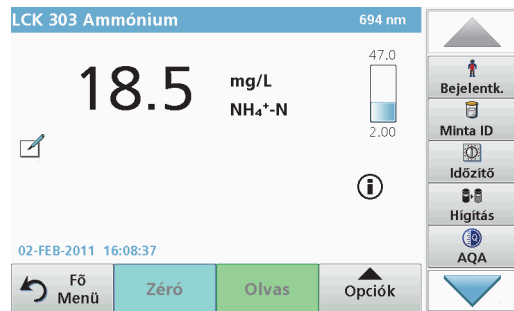 LCK 303 Ammónium 694 nm
47.0
18.5 mg/L
NH₄⁺-N
2.00
02-FEB-2011 16:08:37
Fõ Menü
Zéró
Olvas
Opciók
Bejelentk.
Minta ID
Időzítő
Hígítás
AQA